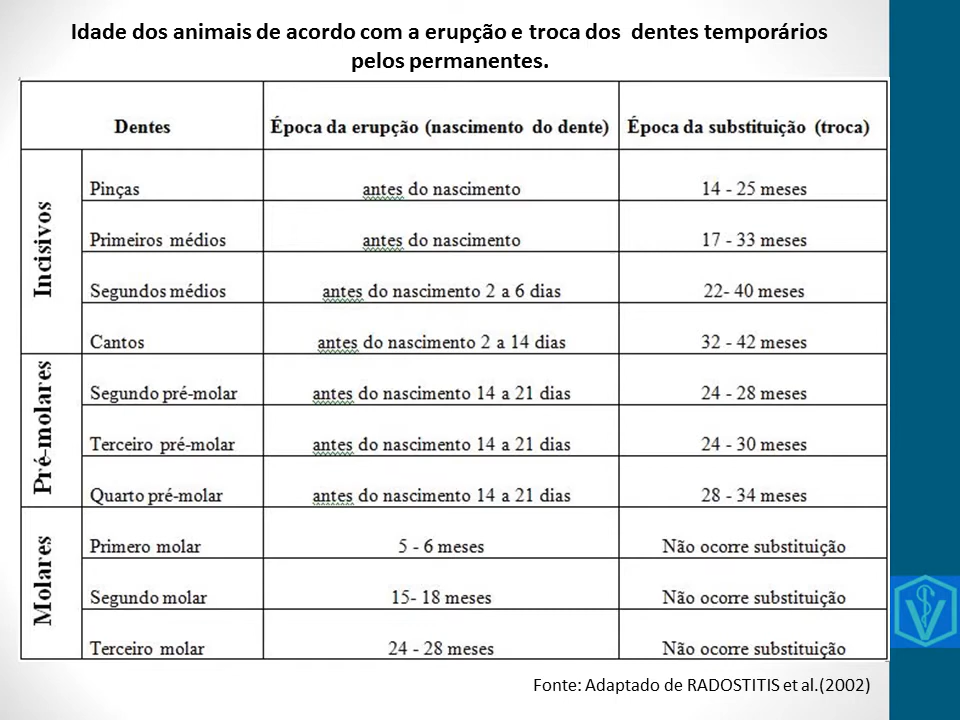 Idade dos animais de acordo com a erupção e troca dos dentes temporários
pelos permanentes.
Dentes Época da erupção (nascimento do dente) Época da substituição (troca)
Incisivos
Pinças antes do nascimento 14 - 25 meses
Primeiros médios antes do nascimento 17 - 33 meses
Segundos médios antes do nascimento 2 a 6 dias 22- 40 meses
Cantos antes do nascimento 2 a 14 dias 32 - 42 meses
Pré-molares
Segundo pré-molar antes do nascimento 14 a 21 dias 24 - 28 meses
Terceiro pré-molar antes do nascimento 14 a 21 dias 24 - 30 meses
Quarto pré-molar antes do nascimento 14 a 21 dias 28 - 34 meses
Molares
Primero molar 5 - 6 meses Não ocorre substituição
Segundo molar 15- 18 meses Não ocorre substituição
Terceiro molar 24 - 28 meses Não ocorre substituição
Fonte: Adaptado de RADOSTITIS et al.(2002)
V